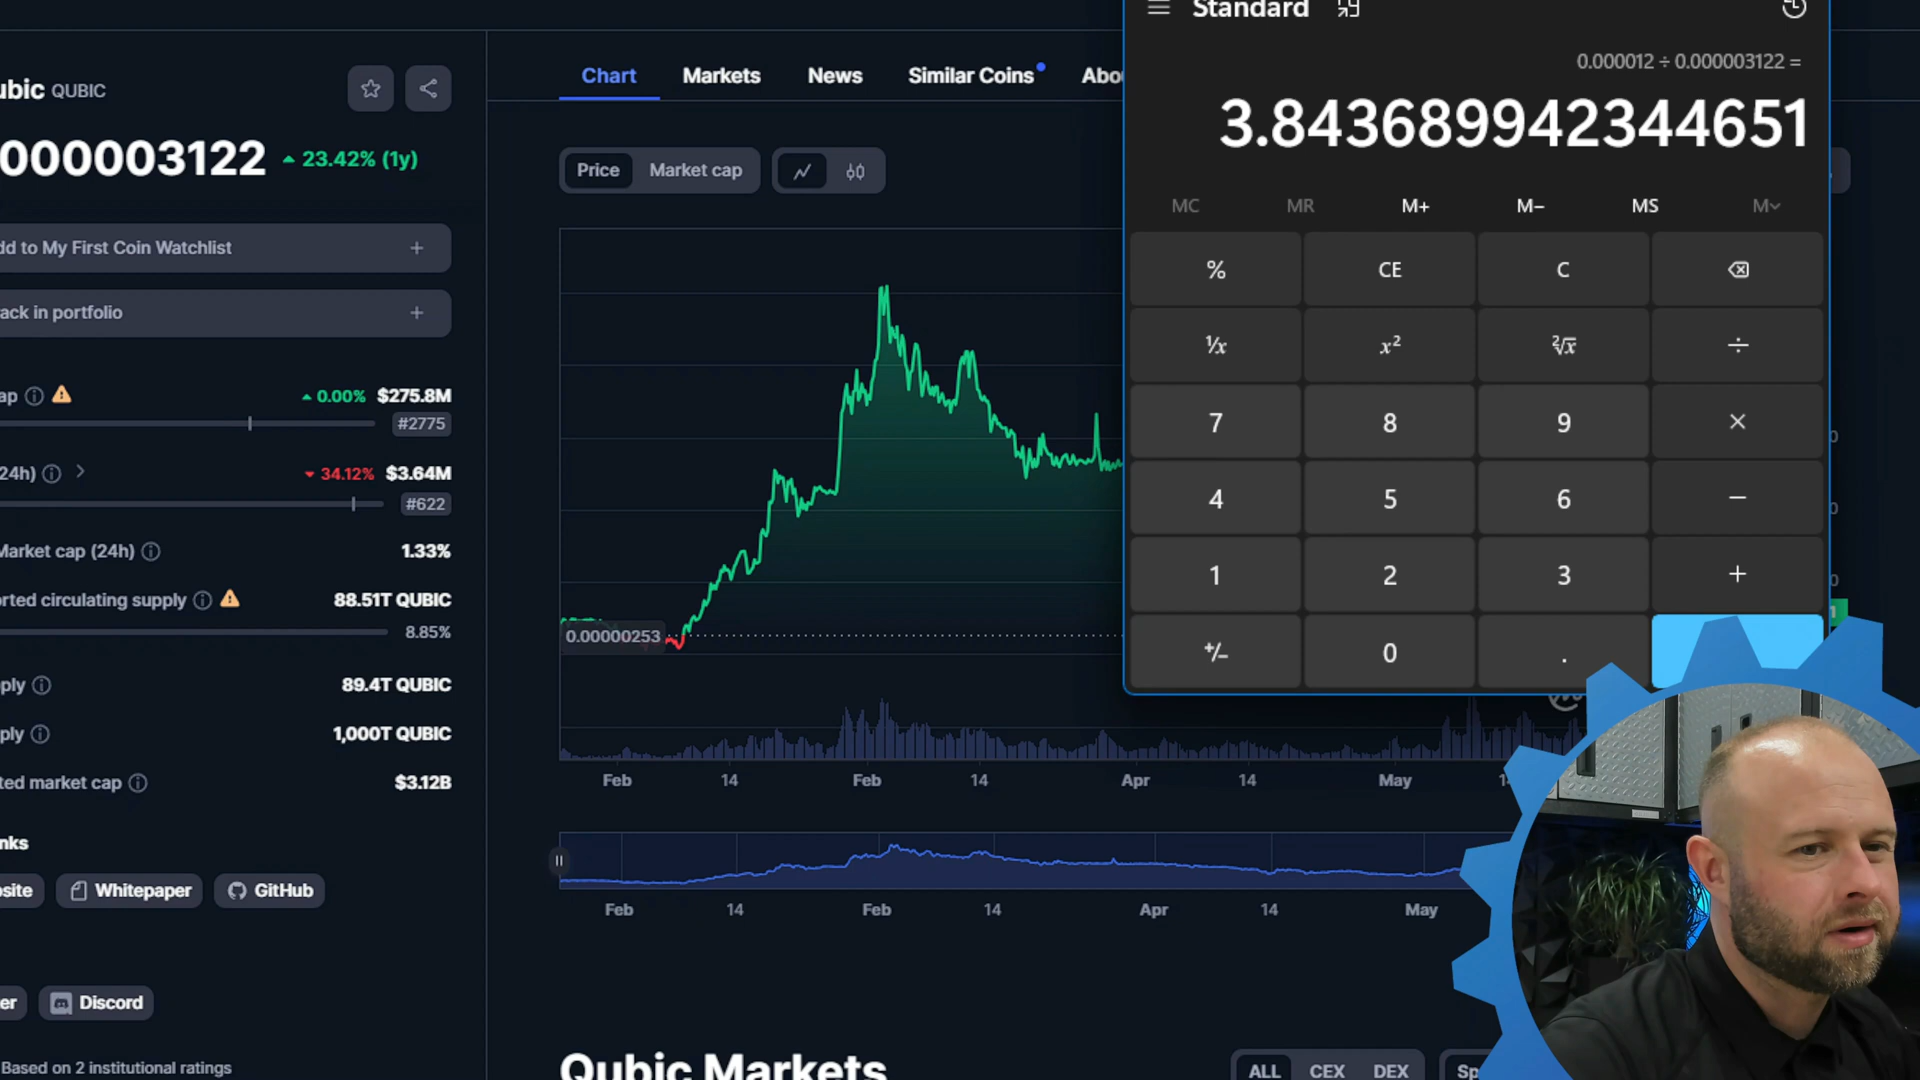 ubic QUBIC
000003122 23.42% (1y)
dd to My First Coin Watchlist +
ack in portfolio +
ap 0.00% $275.8M
#2775
24h) 34.12% $3.64M
#622
Market cap (24h) 1.33%
orted circulating supply 88.51T QUBIC
8.85%
pply 89.4T QUBIC
pply 1,000T QUBIC
ted market cap $3.12B
nks
site Whitepaper GitHub
er Discord
Based on 2 institutional ratings
Chart Markets News Similar Coins Abou
Price Market cap
0.00000253
Feb 14 Feb 14 Apr 14 May 1
Feb 14 Feb 14 Apr 14 May
Qubic Markets
ALL CEX DEX Sp
Standard
0.000012 ÷ 0.000003122 =
3.843689942344651
MC MR M+ M− MS M
% CE C
¹/x x² ²√x ÷
7 8 9 ×
4 5 6 −
1 2 3 +
+/− 0 .